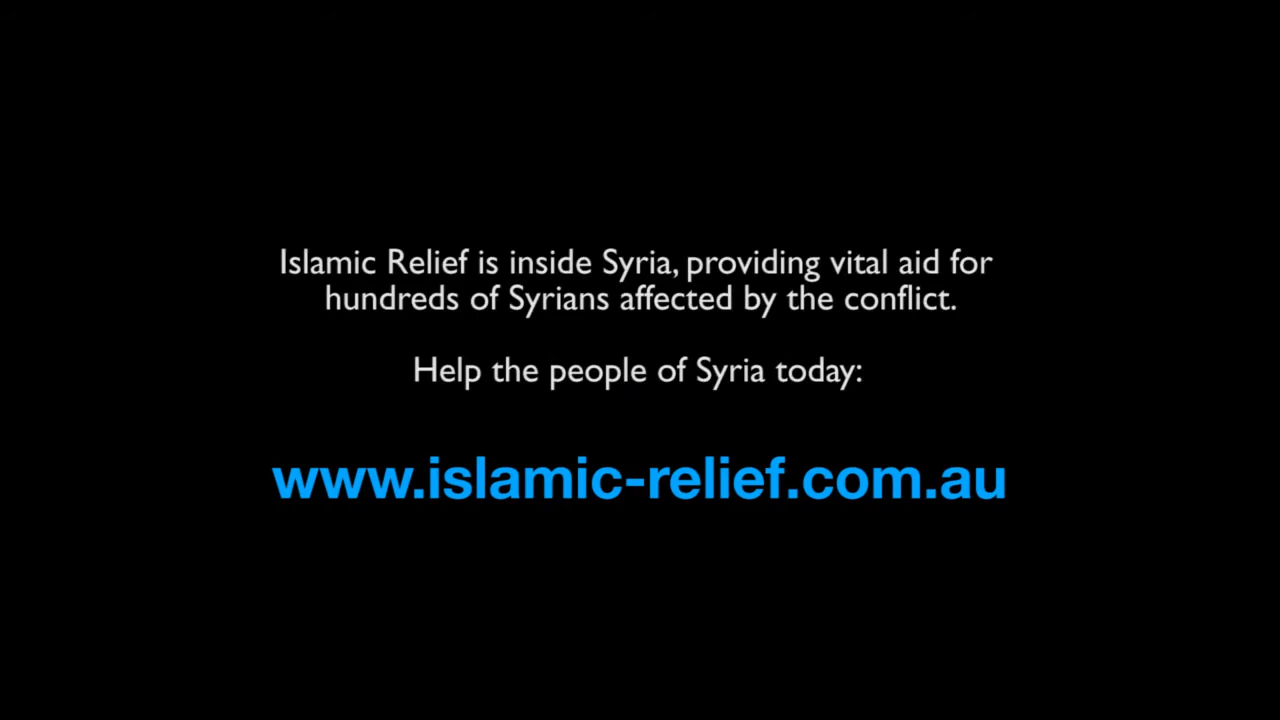 Islamic Relief is inside Syria, providing vital aid for
hundreds of Syrians affected by the conflict.
Help the people of Syria today:
www.islamic-relief.com.au